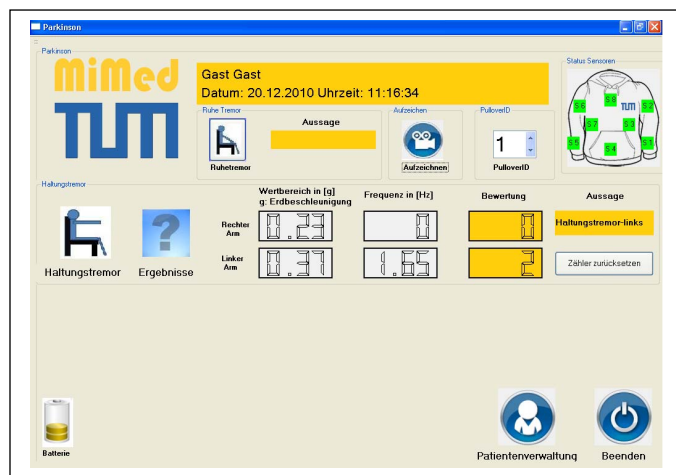 Parkinson
Parkinson
MiMed
TUM
Gast Gast
Datum: 20.12.2010 Uhrzeit: 11:16:34
Status Sensoren
S 6
S 8
TUM
S 2
S 7
S 3
S 5
S 4
S 1
Ruhe Tremor
Aussage
Ruhetremor
Aufzeichen
Aufzeichnen
PulloverID
1
PulloverID
Haltungstremor
Wertbereich in [g]
g: Erdbeschleunigung
Frequenz in [Hz]
Bewertung
Aussage
Rechter
Arm
0.23
0
0
Haltungstremor-links
Linker
Arm
0.37
1.65
2
Zähler zurücksetzen
?
Haltungstremor
Ergebnisse
Batterie
Patientenverwaltung
Beenden